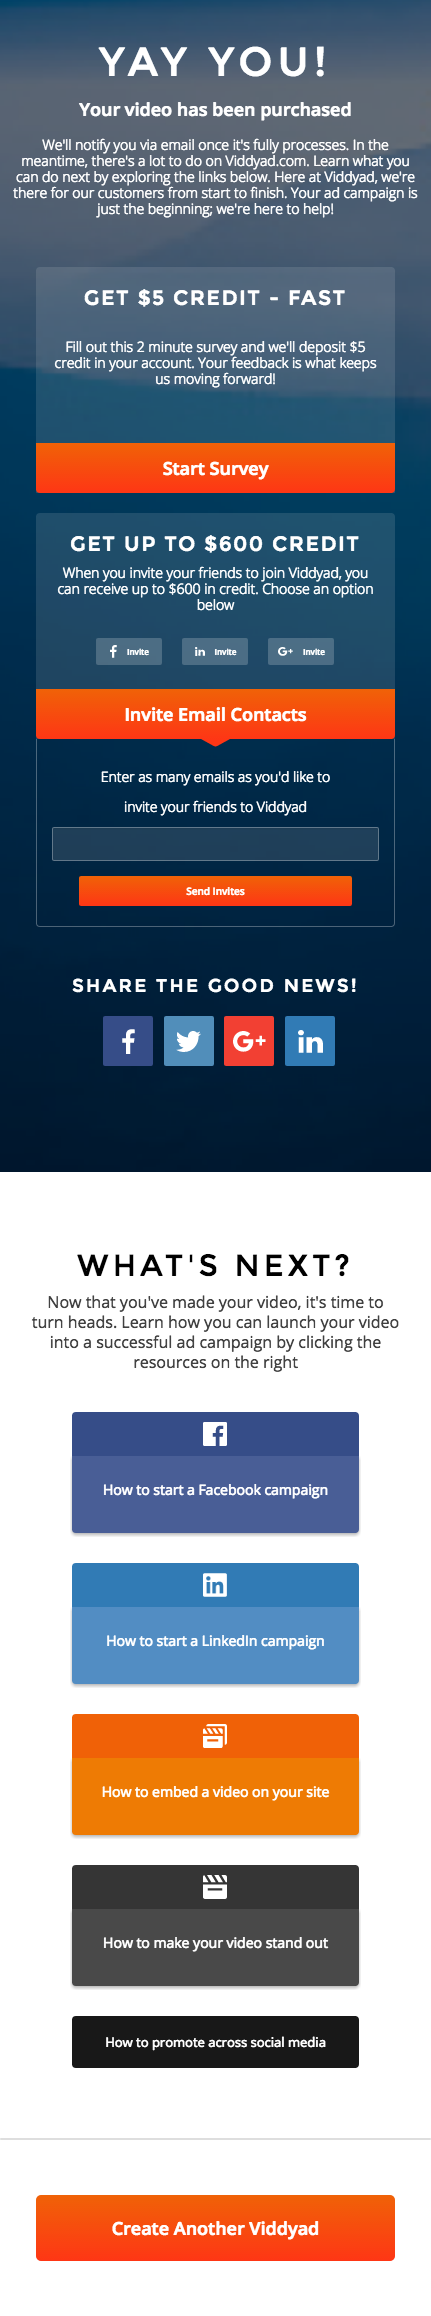 YAY YOU!
Your video has been purchased
We'll notify you via email once it's fully processes. In the
meantime, there's a lot to do on Viddyad.com. Learn what you
can do next by exploring the links below. Here at Viddyad, we're
there for our customers from start to finish. Your ad campaign is
just the beginning; we're here to help!
GET $5 CREDIT - FAST
Fill out this 2 minute survey and we'll deposit $5
credit in your account. Your feedback is what keeps
us moving forward!
Start Survey
GET UP TO $600 CREDIT
When you invite your friends to join Viddyad, you
can receive up to $600 in credit. Choose an option
below
f Invite in Invite G+ Invite
Invite Email Contacts
Enter as many emails as you'd like to
invite your friends to Viddyad
Send Invites
SHARE THE GOOD NEWS!
f G+ in
WHAT'S NEXT?
Now that you've made your video, it's time to
turn heads. Learn how you can launch your video
into a successful ad campaign by clicking the
resources on the right
f
How to start a Facebook campaign
in
How to start a LinkedIn campaign
How to embed a video on your site
How to make your video stand out
How to promote across social media
Create Another Viddyad